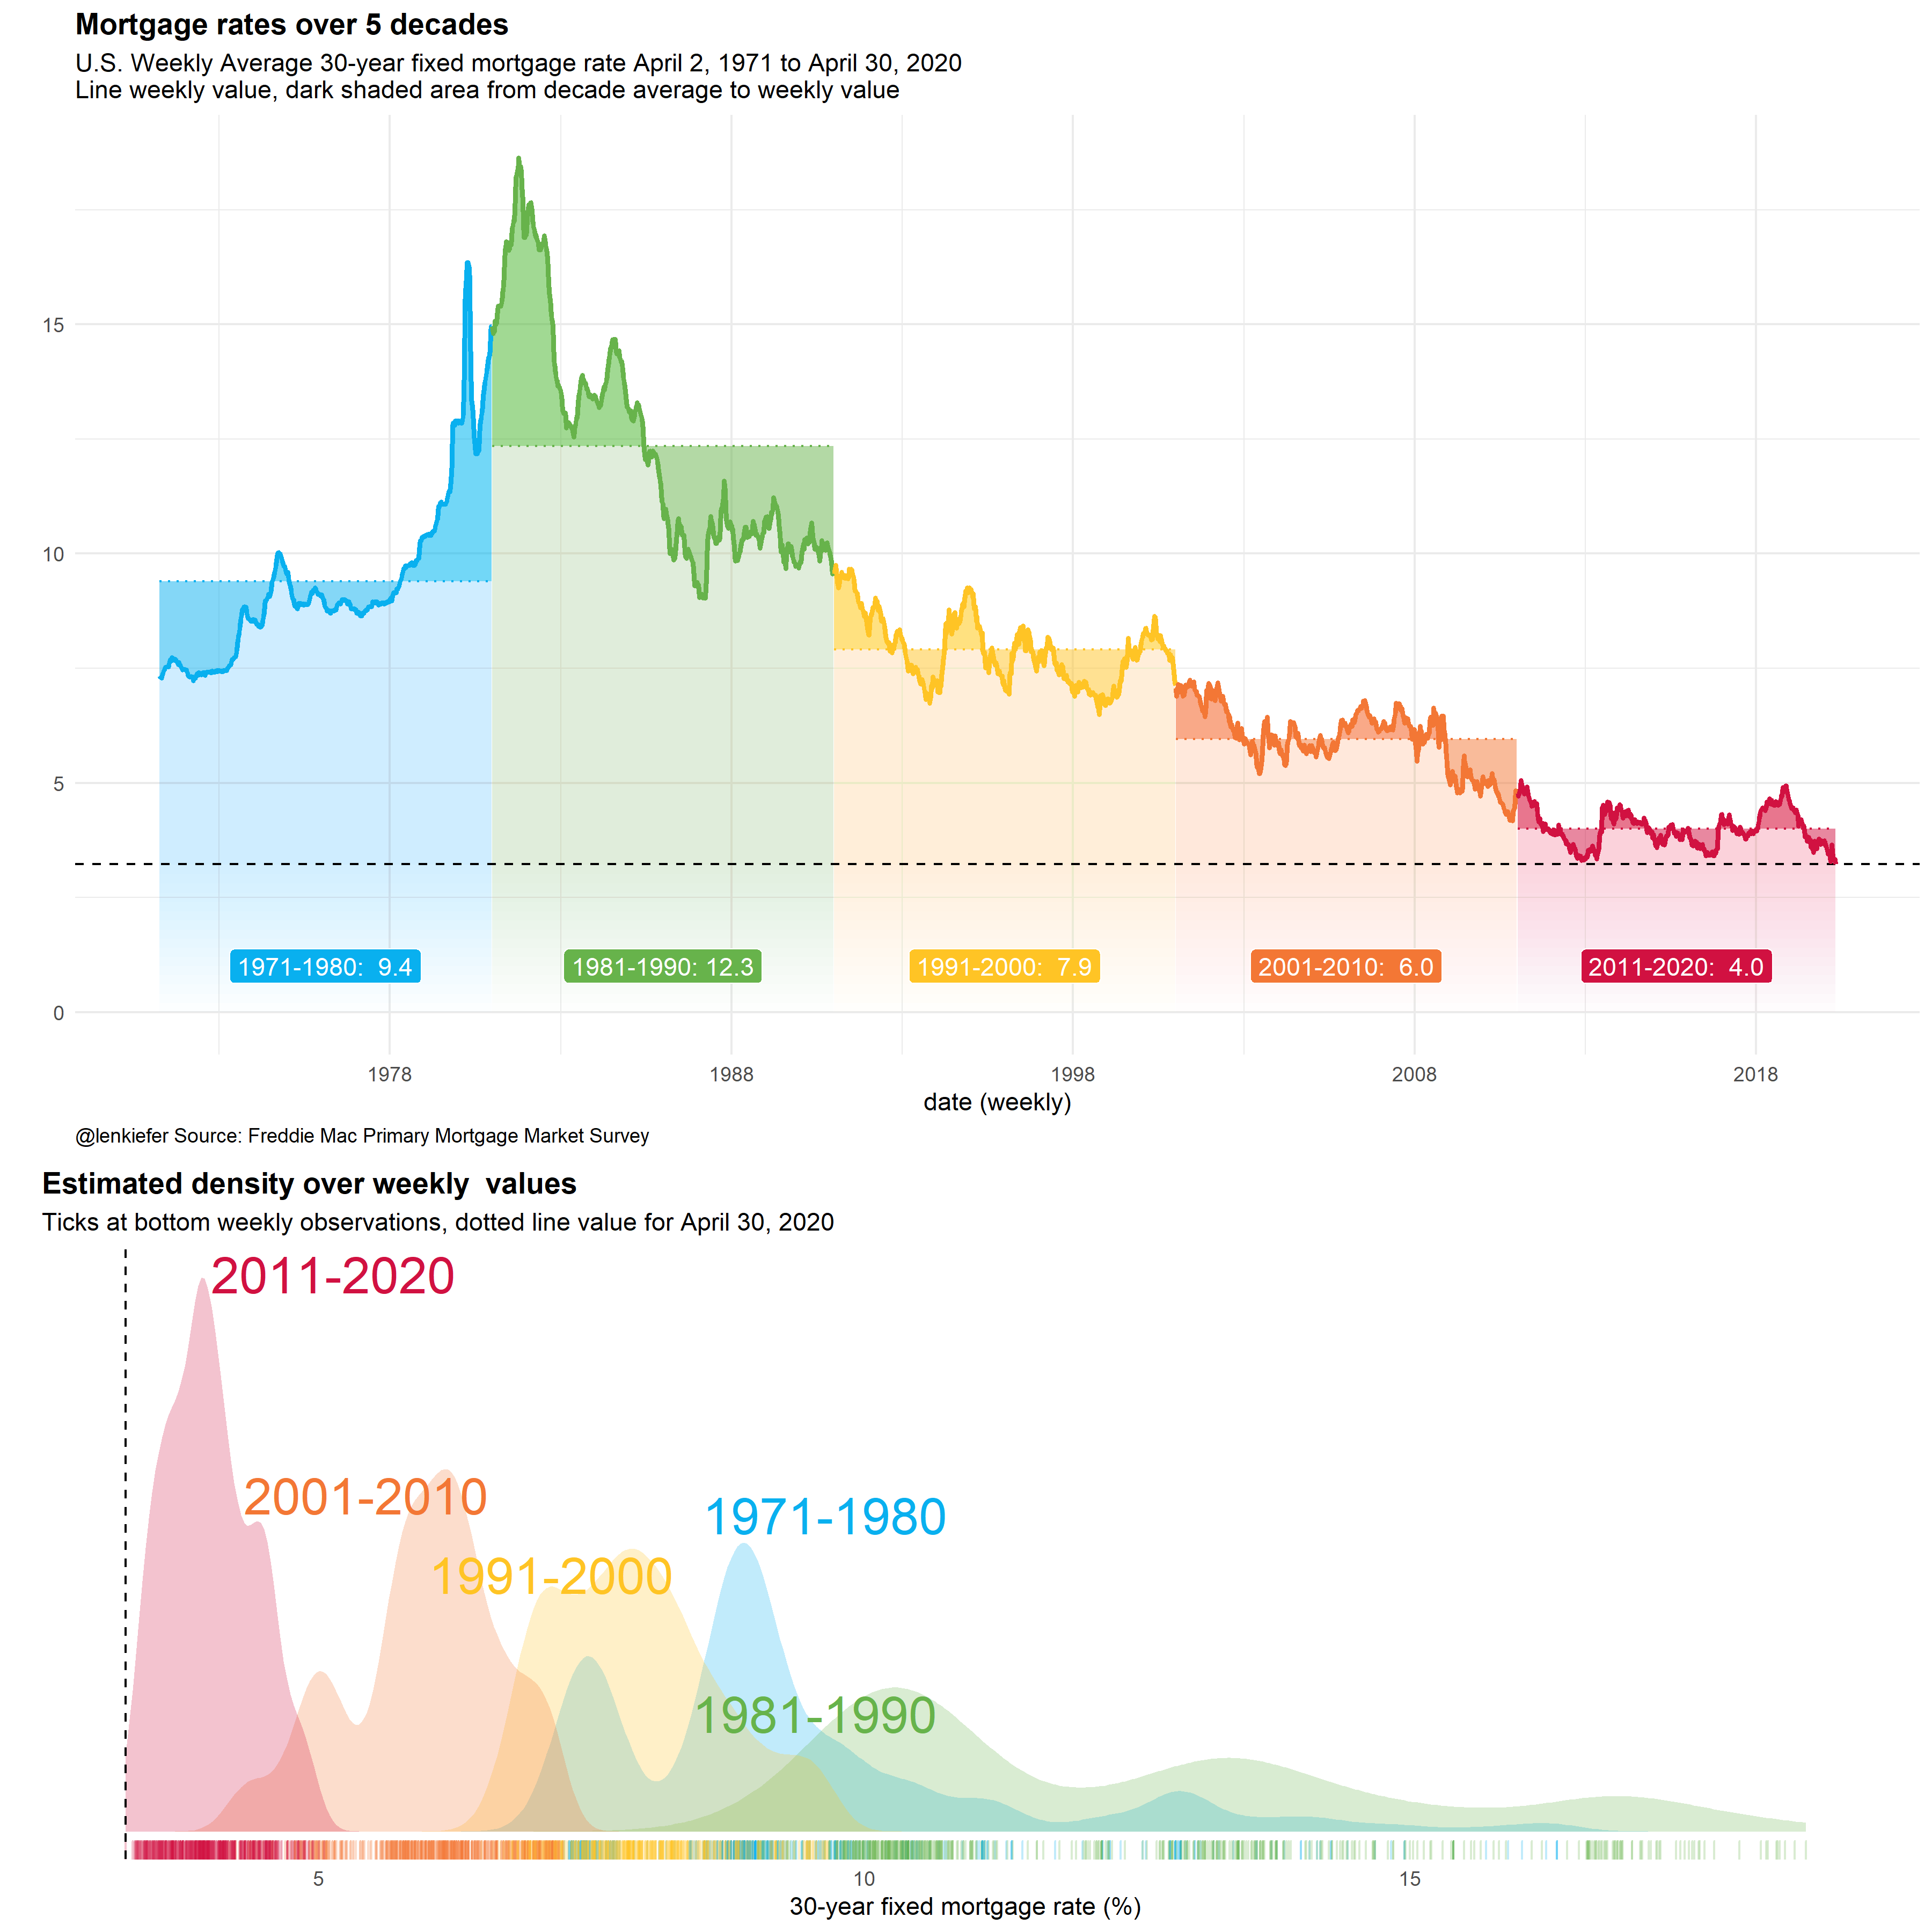 Mortgage rates over 5 decades
U.S. Weekly Average 30-year fixed mortgage rate April 2, 1971 to April 30, 2020
Line weekly value, dark shaded area from decade average to weekly value
15
10
5
0
1971-1980:  9.4
1981-1990: 12.3
1991-2000:  7.9
2001-2010:  6.0
2011-2020:  4.0
1978
1988
1998
2008
2018
date (weekly)
@lenkiefer Source: Freddie Mac Primary Mortgage Market Survey
Estimated density over weekly  values
Ticks at bottom weekly observations, dotted line value for April 30, 2020
2011-2020
2001-2010
1971-1980
1991-2000
1981-1990
5
10
15
30-year fixed mortgage rate (%)